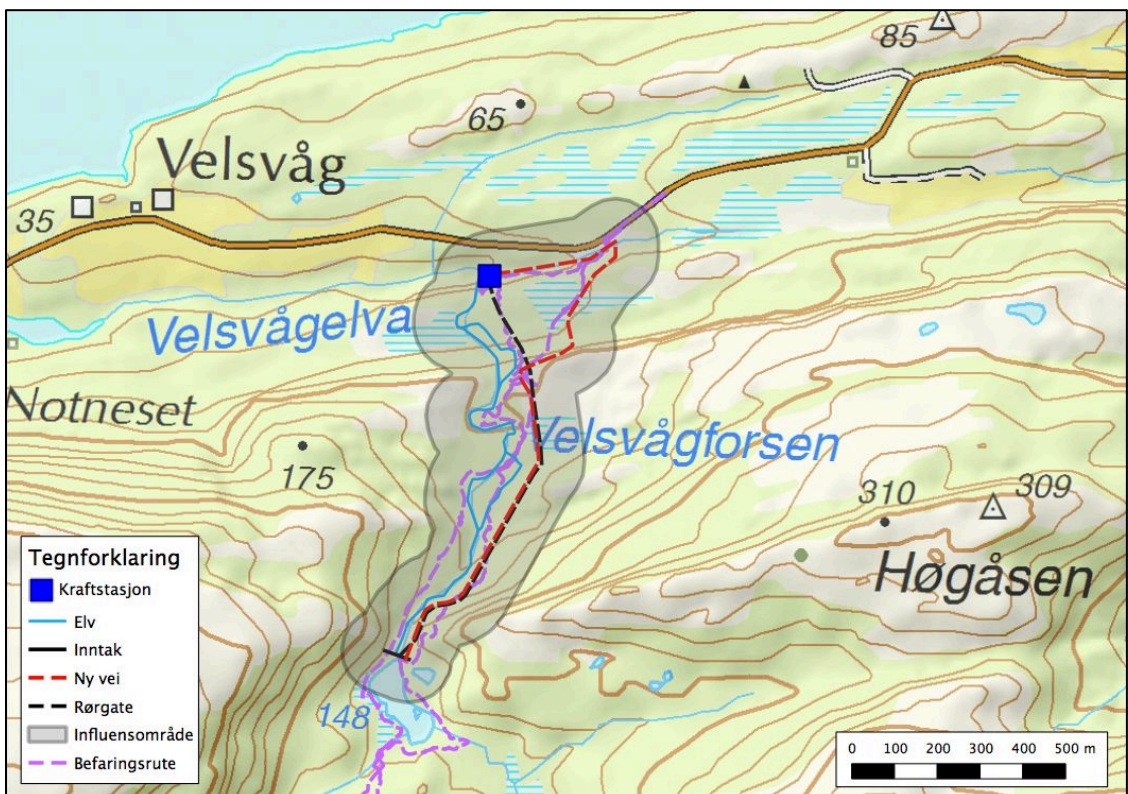 85
65
Velsvåg
35
Velsvågelva
Notneset
Velsvågforsen
175
310
309
Høgåsen
148
Tegnforklaring
Kraftstasjon
Elv
Inntak
Ny vei
Rørgate
Influensområde
Befaringsrute
0 100 200 300 400 500 m